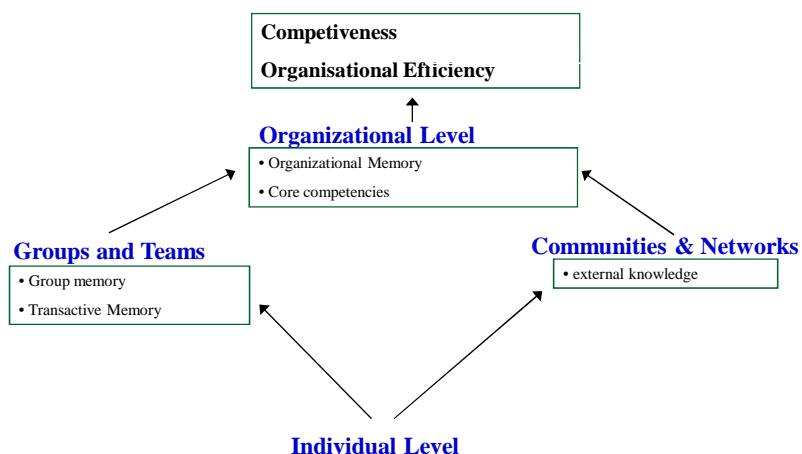 Competiveness
Organisational Efficiency
Organizational Level
• Organizational Memory
• Core competencies
Groups and Teams
• Group memory
• Transactive Memory
Communities & Networks
• external knowledge
Individual Level